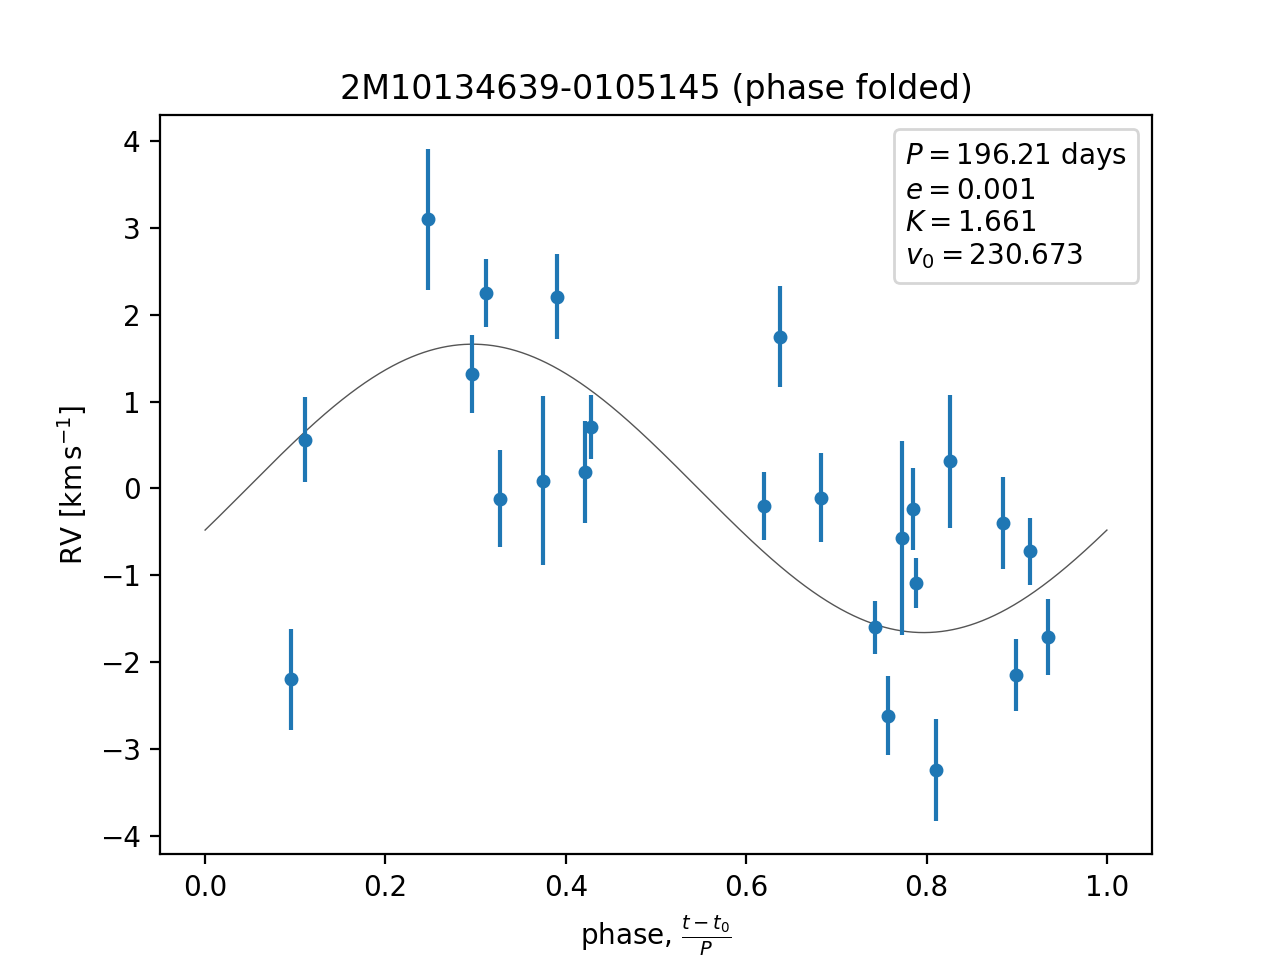 2M10134639-0105145 (phase folded)
P = 196.21 days
e = 0.001
K = 1.661
v₀ = 230.673
4
3
2
1
0
−1
−2
−3
−4
RV [km s⁻¹]
0.0 0.2 0.4 0.6 0.8 1.0
phase, (t − t₀)/P